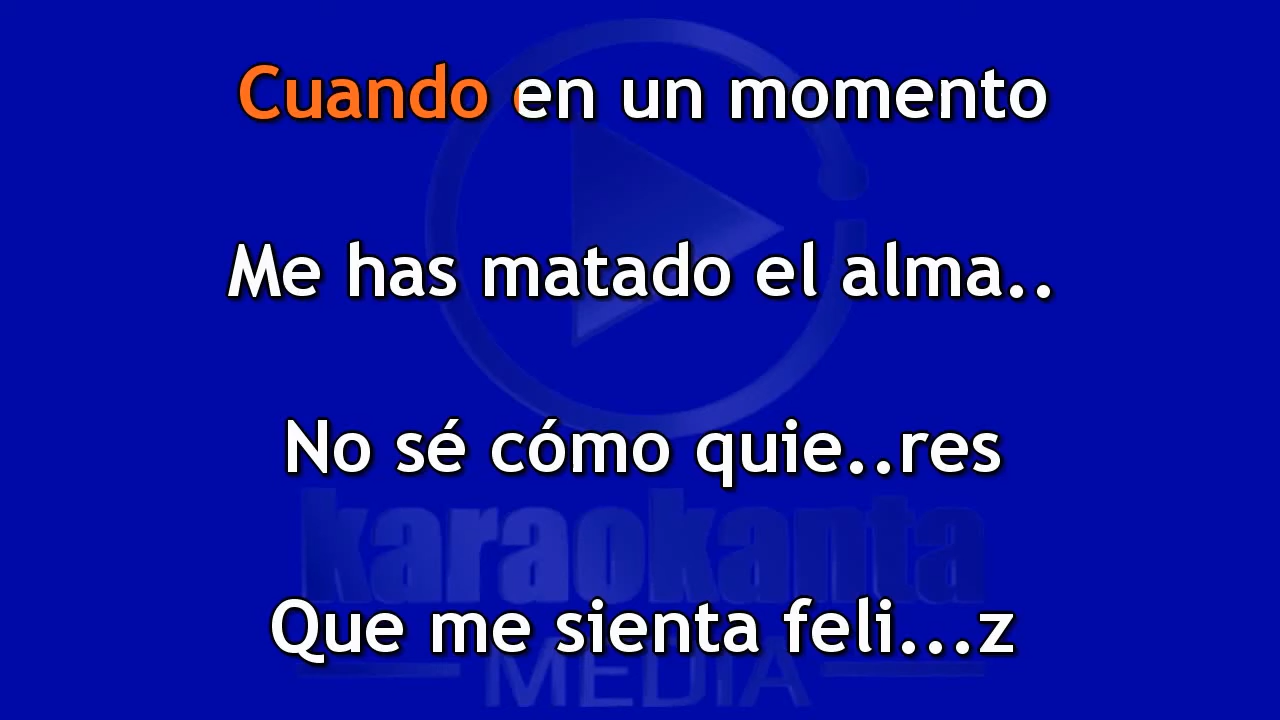 Cuando en un momento
Me has matado el alma..
No sé cómo quie..res
karaokanta
Que me sienta feli...z
MEDIA